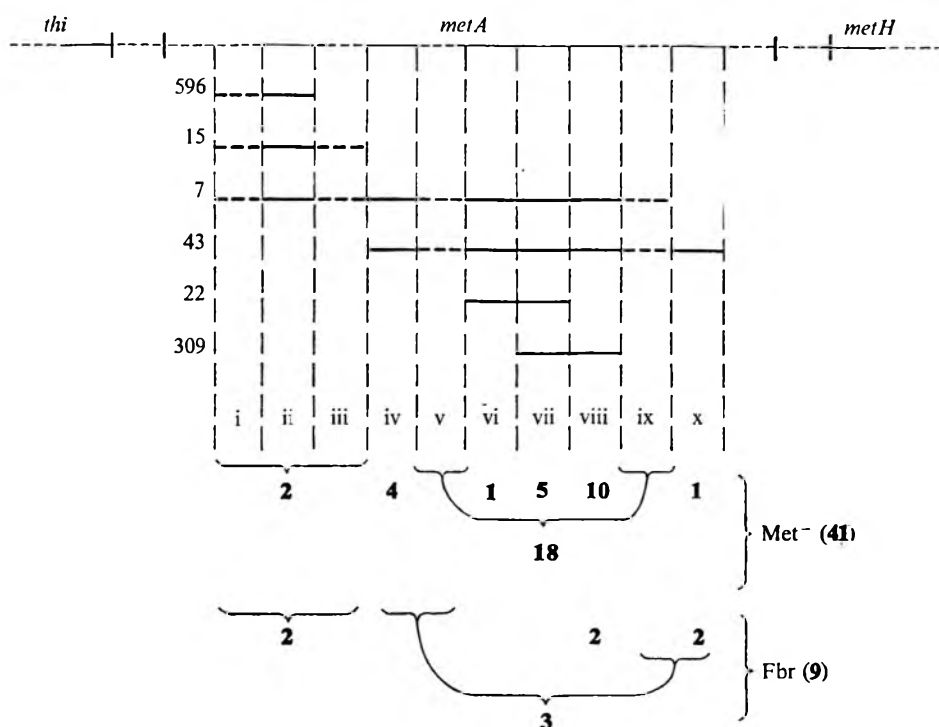 thi metA metH
596
15
7
43
22
309
i ii iii iv v vi vii viii ix x
2 4 1 5 10 1
Met⁻ (41)
18
2 2 2
Fbr (9)
3